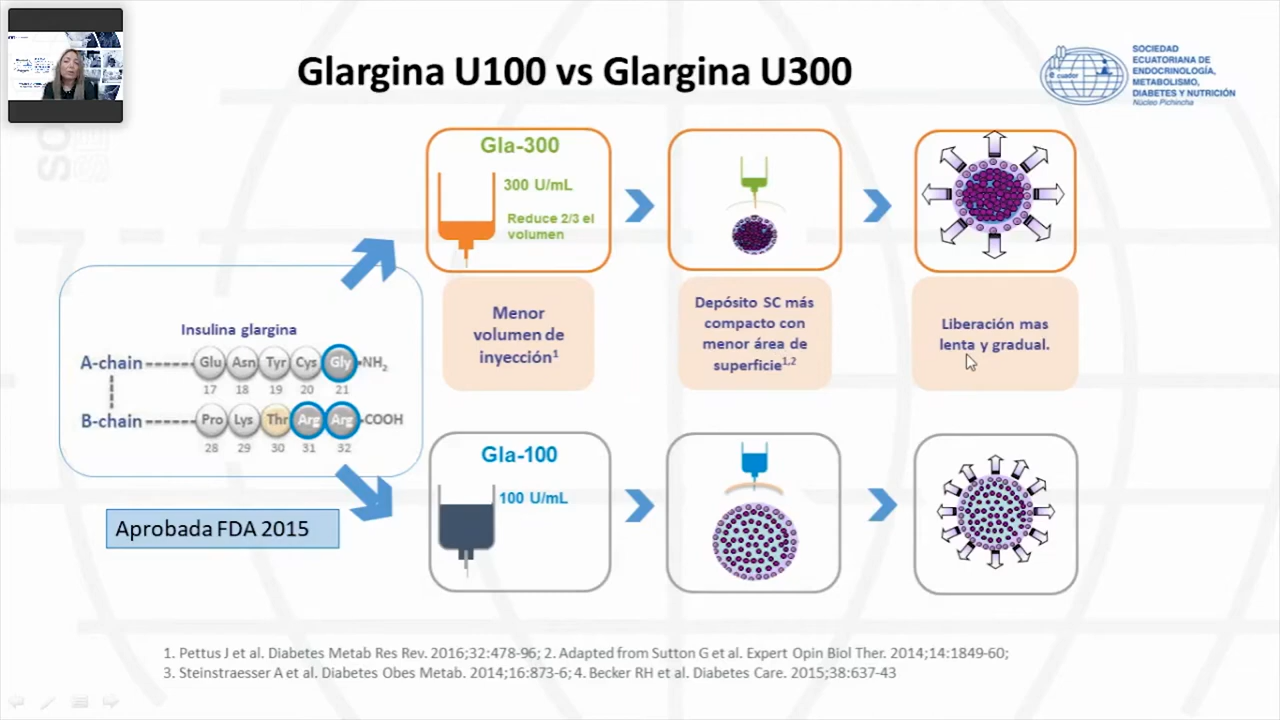 Glargina U100 vs Glargina U300
SOCIEDAD
ECUATORIANA DE
ENDOCRINOLOGÍA,
METABOLISMO,
DIABETES Y NUTRICIÓN
Núcleo Pichincha
ecuador
Gla-300
300 U/mL
Reduce 2/3 el
volumen
Menor
volumen de
inyección1
Depósito SC más
compacto con
menor área de
superficie1,2
Liberación mas
lenta y gradual.
Insulina glargina
A-chain Glu Asn Tyr Cys Gly NH2
17 18 19 20 21
B-chain Pro Lys Thr Arg Arg COOH
28 29 30 31 32
Aprobada FDA 2015
Gla-100
100 U/mL
1. Pettus J et al. Diabetes Metab Res Rev. 2016;32:478-96; 2. Adapted from Sutton G et al. Expert Opin Biol Ther. 2014;14:1849-60;
3. Steinstraesser A et al. Diabetes Obes Metab. 2014;16:873-6; 4. Becker RH et al. Diabetes Care. 2015;38:637-43